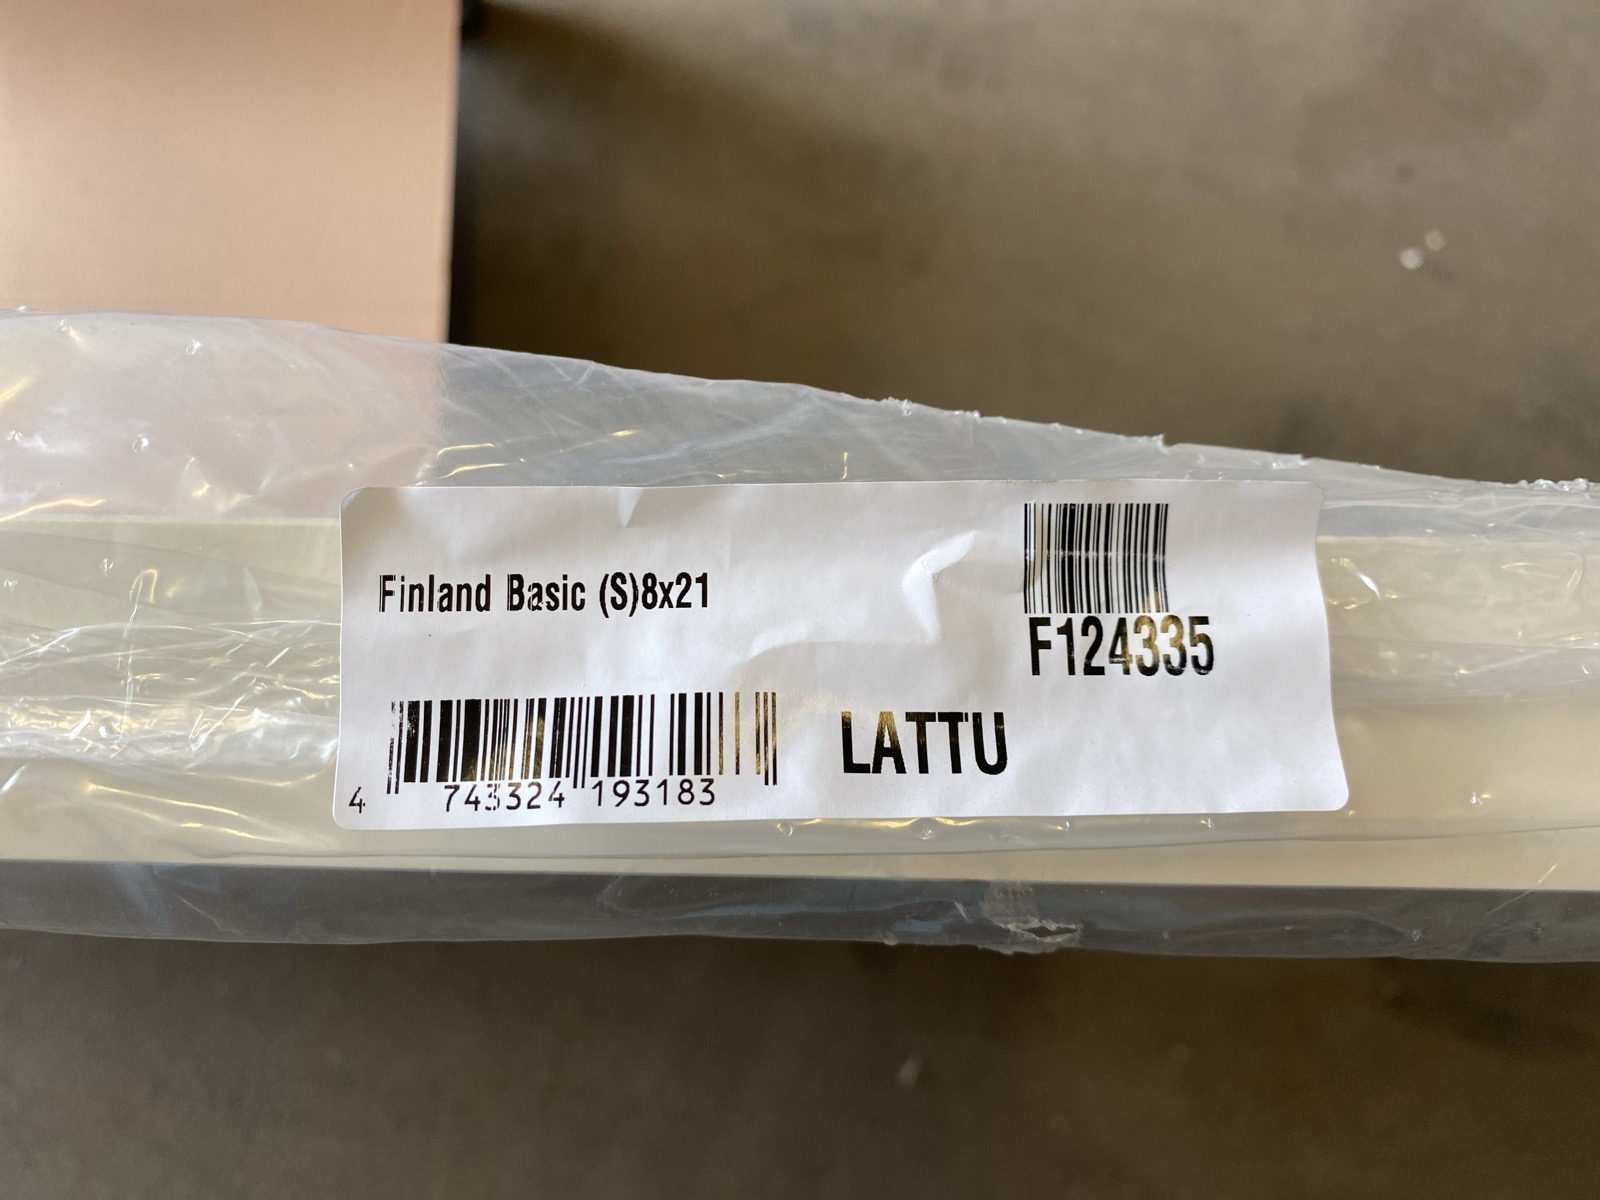 Finland Basic (S)8x21
F124335
LATTU
4 743324 193183